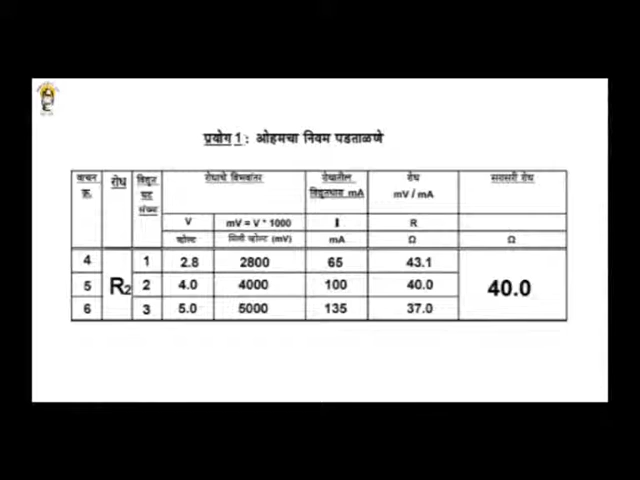 प्रयोग 1 : ओहमचा नियम पडताळणे
वाचन क्र. रोध विद्युत घट संख्या रोधाचे विभवांतर रोधातील विद्युतधारा mA रोध mV / mA सरासरी रोध
V mV = V * 1000 I R
व्होल्ट मिली व्होल्ट (mV) mA Ω Ω
4 R2 1 2.8 2800 65 43.1 40.0
5 2 4.0 4000 100 40.0
6 3 5.0 5000 135 37.0